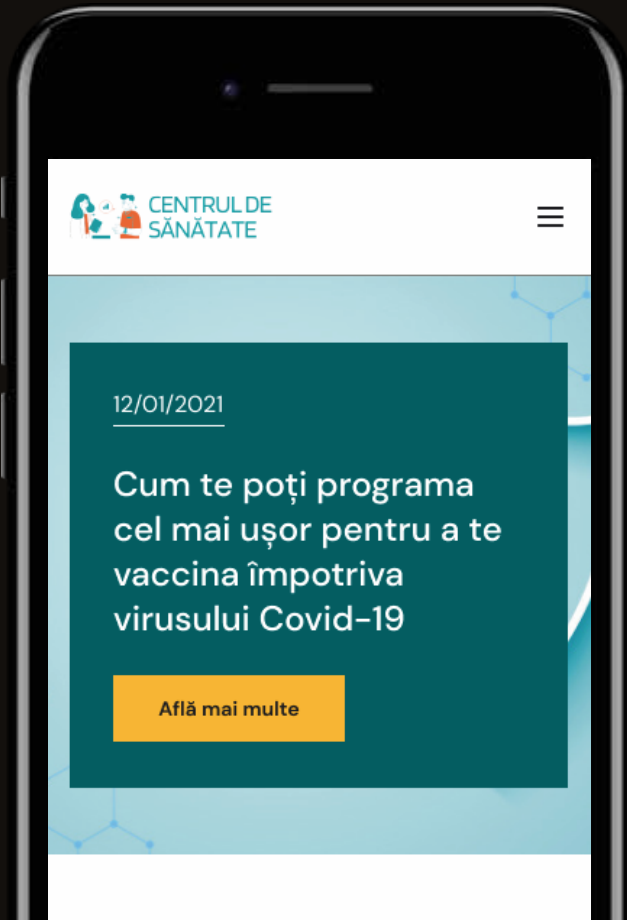 CENTRUL DE
SĂNĂTATE
12/01/2021
Cum te poți programa
cel mai ușor pentru a te
vaccina împotriva
virusului Covid-19
Află mai multe